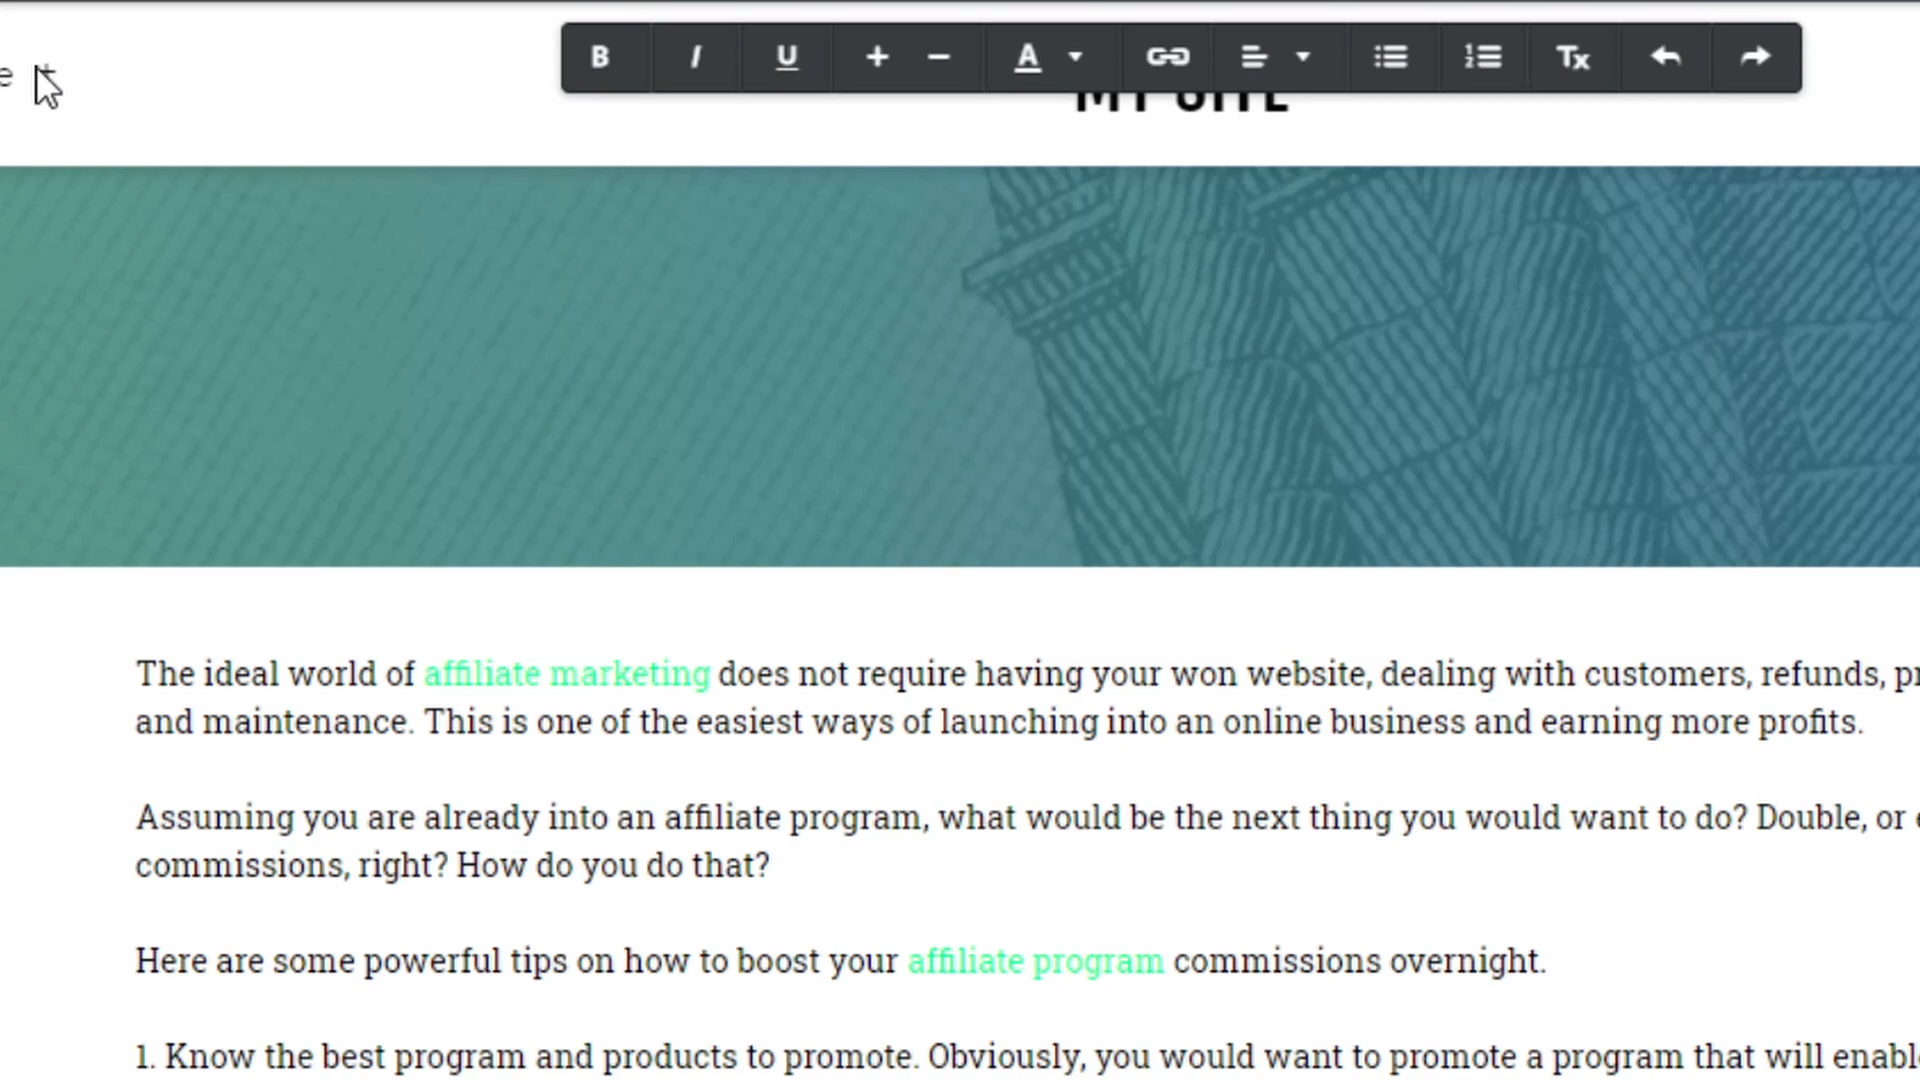 e
B I U + − A Tx
MY SITE
The ideal world of affiliate marketing does not require having your won website, dealing with customers, refunds, pr
and maintenance. This is one of the easiest ways of launching into an online business and earning more profits.
Assuming you are already into an affiliate program, what would be the next thing you would want to do? Double, or e
commissions, right? How do you do that?
Here are some powerful tips on how to boost your affiliate program commissions overnight.
1. Know the best program and products to promote. Obviously, you would want to promote a program that will enabl